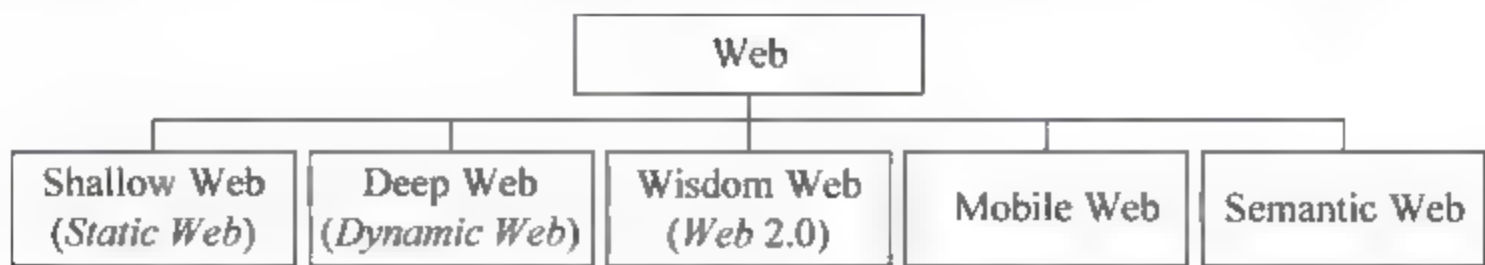 Web
Shallow Web
(Static Web)
Deep Web
(Dynamic Web)
Wisdom Web
(Web 2.0)
Mobile Web
Semantic Web